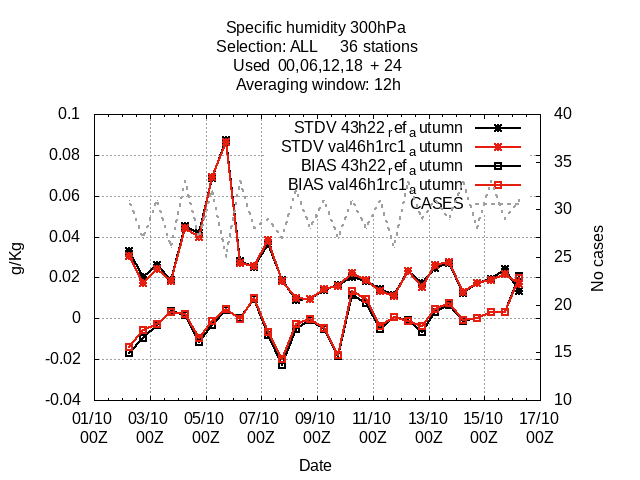 Specific humidity 300hPa
Selection: ALL 36 stations
Used 00,06,12,18 + 24
Averaging window: 12h
0.1
0.08
0.06
0.04
0.02
0
-0.02
-0.04
g/Kg
40
35
30
25
20
15
10
No cases
STDV 43h22_ref_autumn
STDV val46h1rc1_autumn
BIAS 43h22_ref_autumn
BIAS val46h1rc1_autumn
CASES
01/10 03/10 05/10 07/10 09/10 11/10 13/10 15/10 17/10
00Z 00Z 00Z 00Z 00Z 00Z 00Z 00Z 00Z
Date